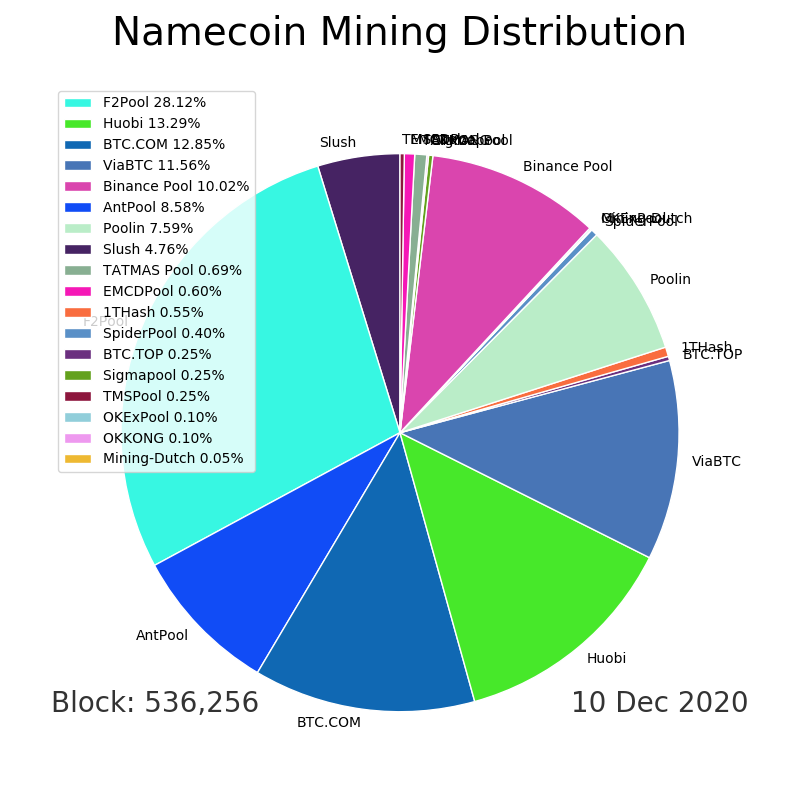 Namecoin Mining Distribution
F2Pool 28.12%
Huobi 13.29%
BTC.COM 12.85%
ViaBTC 11.56%
Binance Pool 10.02%
AntPool 8.58%
Poolin 7.59%
Slush 4.76%
TATMAS Pool 0.69%
EMCDPool 0.60%
1THash 0.55%
SpiderPool 0.40%
BTC.TOP 0.25%
Sigmapool 0.25%
TMSPool 0.25%
OKExPool 0.10%
OKKONG 0.10%
Mining-Dutch 0.05%
Slush
Binance Pool
SpiderPool
Poolin
1THash
BTC.TOP
F2Pool
ViaBTC
AntPool
Huobi
BTC.COM
Block: 536,256
10 Dec 2020